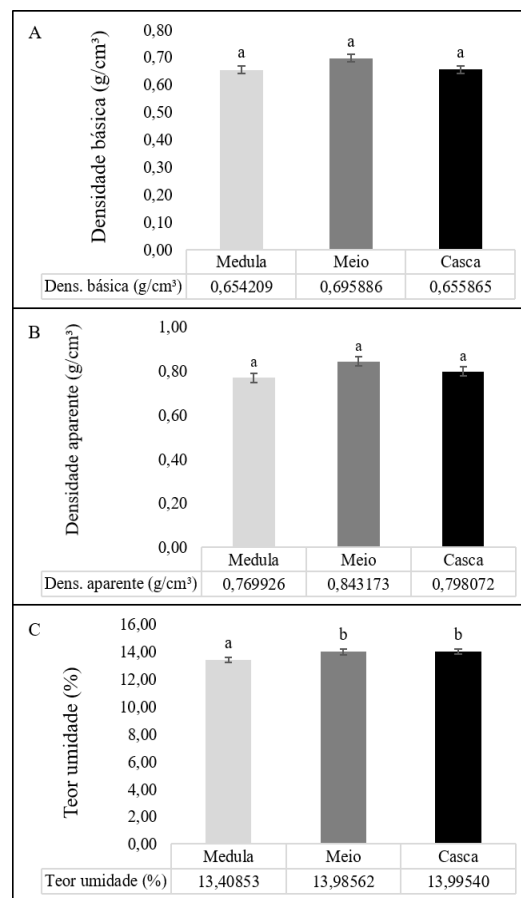 A
Densidade básica (g/cm³)
0,80
0,70
0,60
0,50
0,40
0,30
0,20
0,10
0,00
a a a
Medula Meio Casca
Dens. básica (g/cm³) 0,654209 0,695886 0,655865
B
Densidade aparente (g/cm³)
1,00
0,80
0,60
0,40
0,20
0,00
a a a
Medula Meio Casca
Dens. aparente (g/cm³) 0,769926 0,843173 0,798072
C
Teor umidade (%)
16,00
14,00
12,00
10,00
8,00
6,00
4,00
2,00
0,00
a b b
Medula Meio Casca
Teor umidade (%) 13,40853 13,98562 13,99540